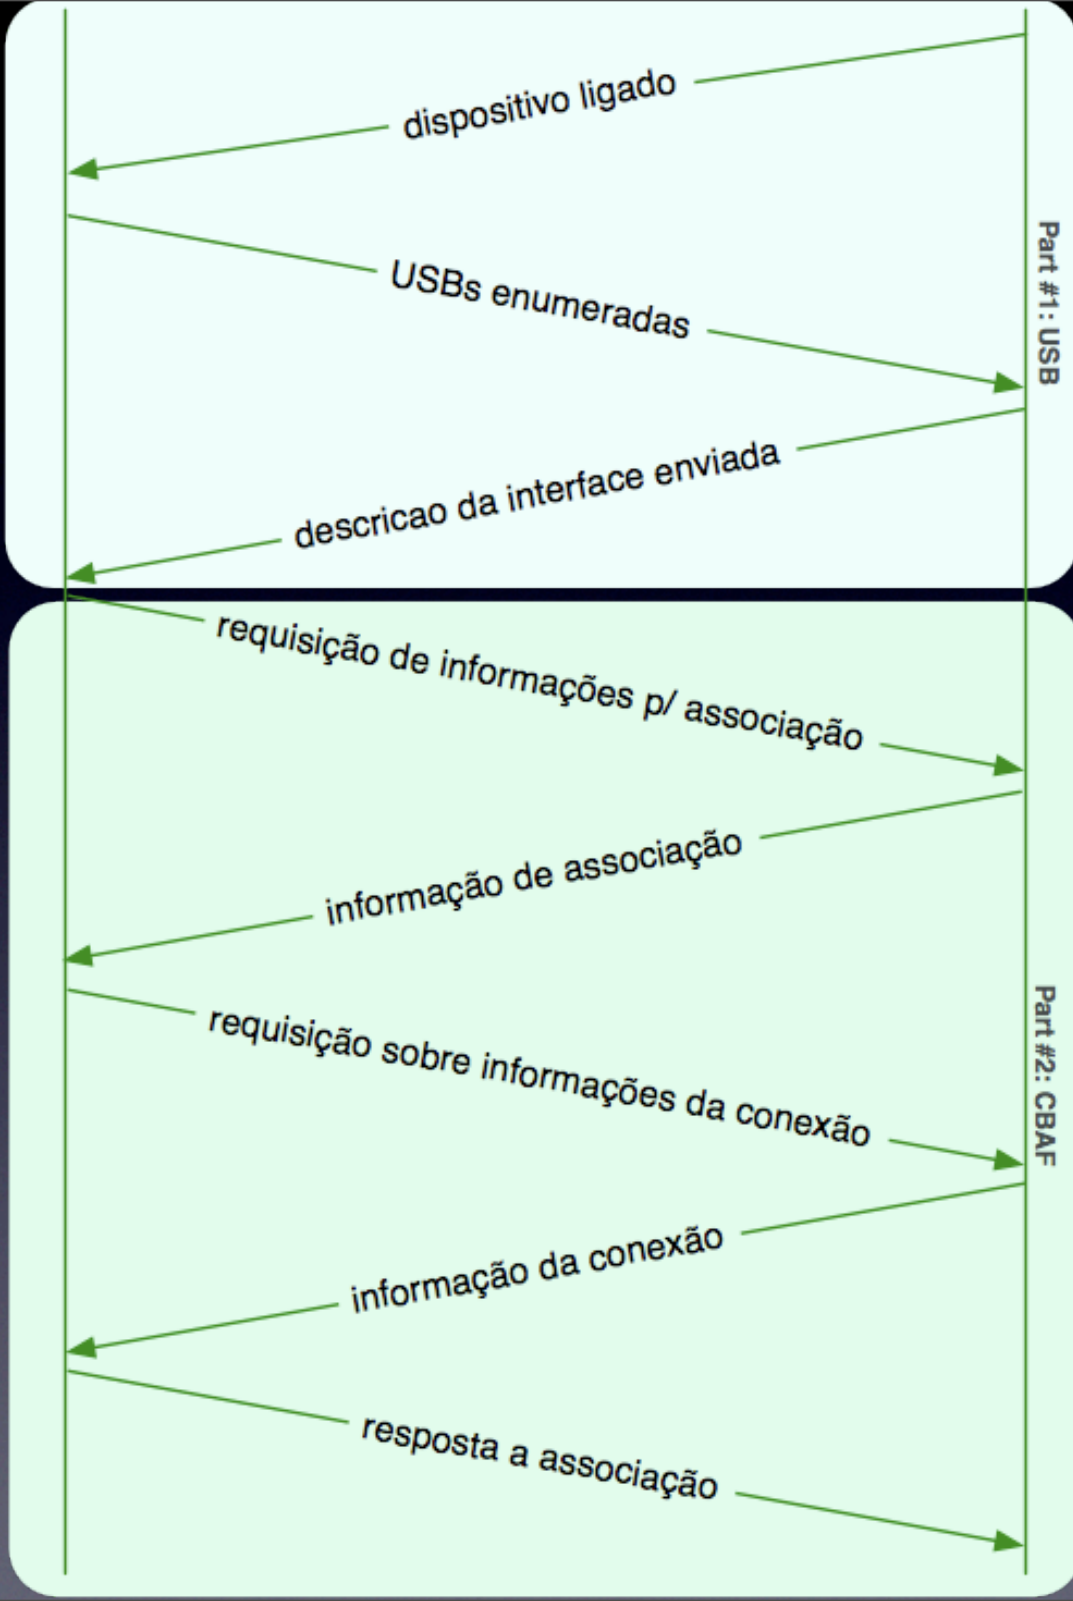 dispositivo ligado
USBs enumeradas
Part #1: USB
descricao da interface enviada
requisição de informações p/ associação
informação de associação
requisição sobre informações da conexão
Part #2: CBAF
informação da conexão
resposta a associação